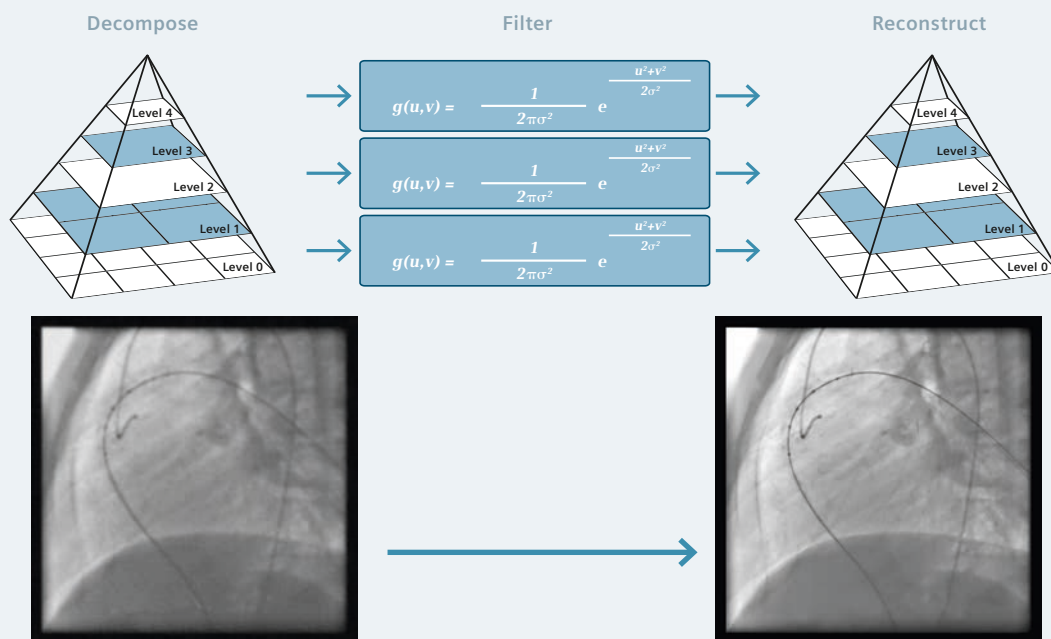 Decompose
Filter
Reconstruct
Level 4
Level 3
Level 2
Level 1
Level 0
g(u,v) = 1/2πσ² e u²+v²/2σ²
g(u,v) = 1/2πσ² e u²+v²/2σ²
g(u,v) = 1/2πσ² e u²+v²/2σ²
Level 4
Level 3
Level 2
Level 1
Level 0